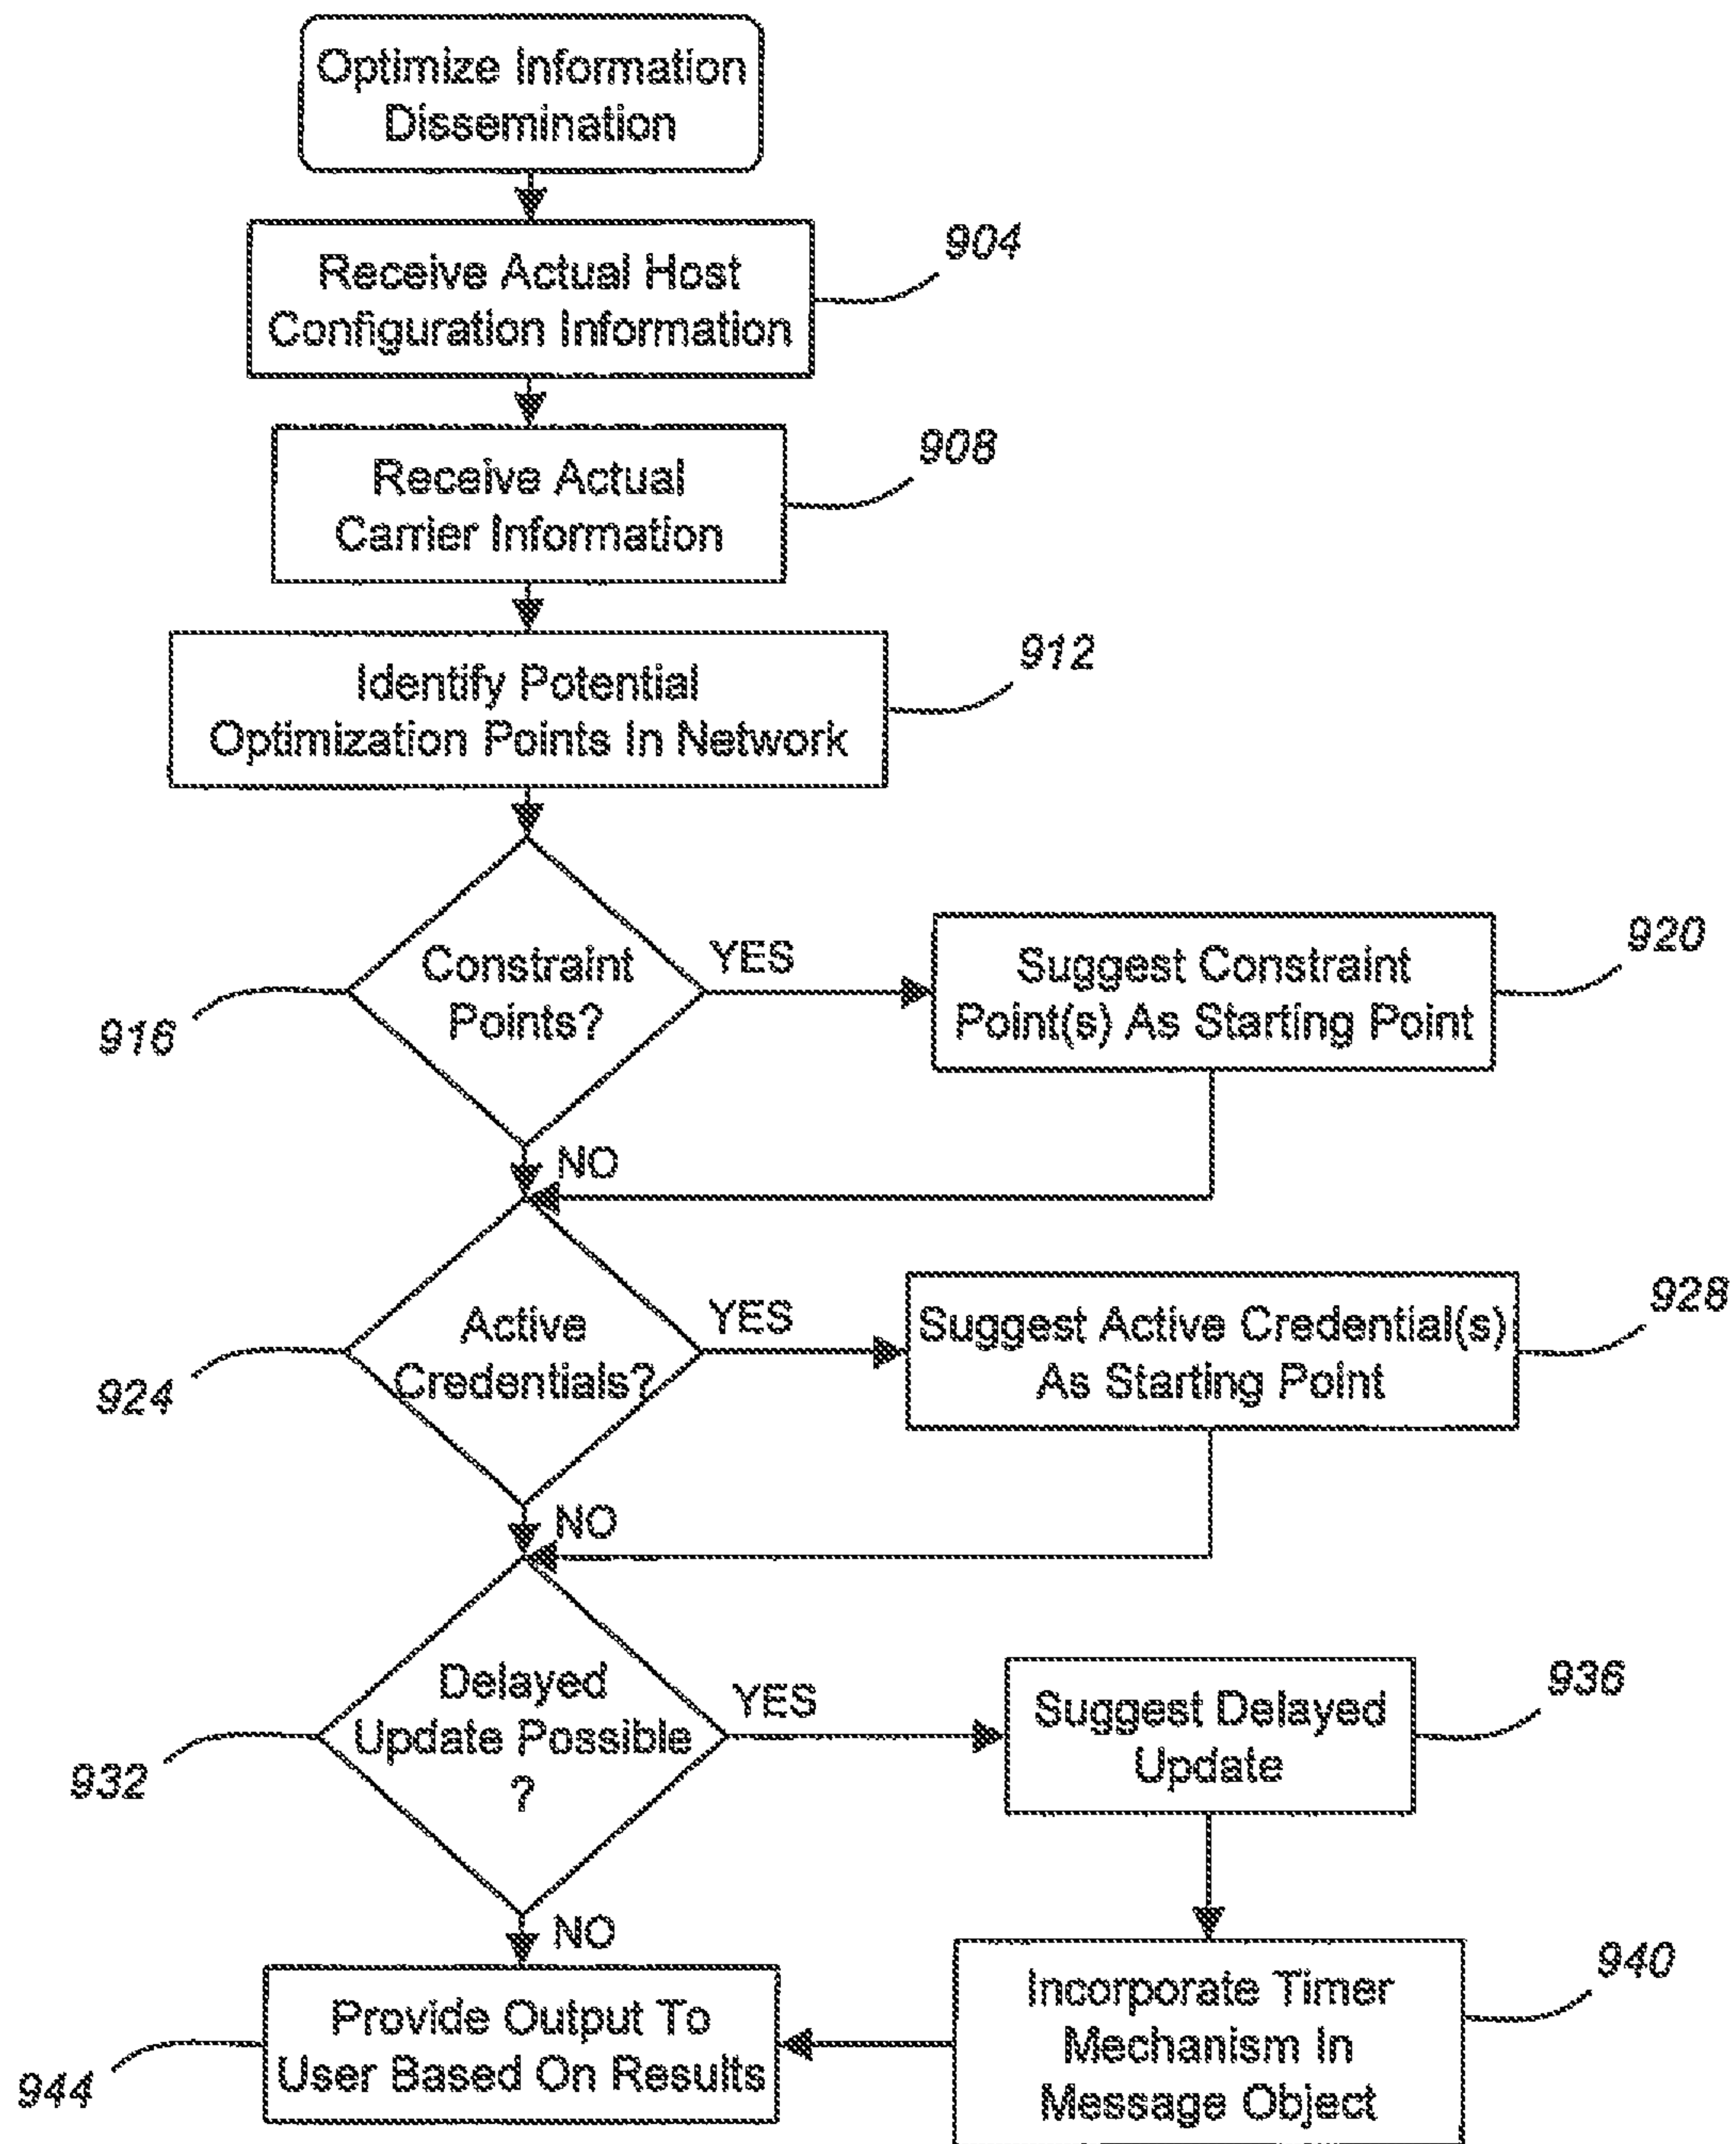 Optimize Information
Dissemination
904
Receive Actual Host
Configuration Information
908
Receive Actual
Carrier Information
912
Identify Potential
Optimization Points In Network
916
Constraint
Points?
YES
NO
920
Suggest Constraint
Point(s) As Starting Point
924
Active
Credentials?
YES
NO
928
Suggest Active Credential(s)
As Starting Point
932
Delayed
Update Possible
?
YES
NO
936
Suggest Delayed
Update
940
Incorporate Timer
Mechanism In
Message Object
944
Provide Output To
User Based On Results